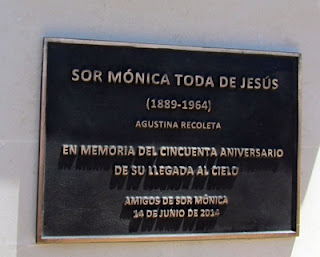 SOR MÓNICA TODA DE JESÚS
(1889-1964)
AGUSTINA RECOLETA
EN MEMORIA DEL CINCUENTA ANIVERSARIO
DE SU LLEGADA AL CIELO
AMIGOS DE SOR MÓNICA
14 DE JUNIO DE 2014